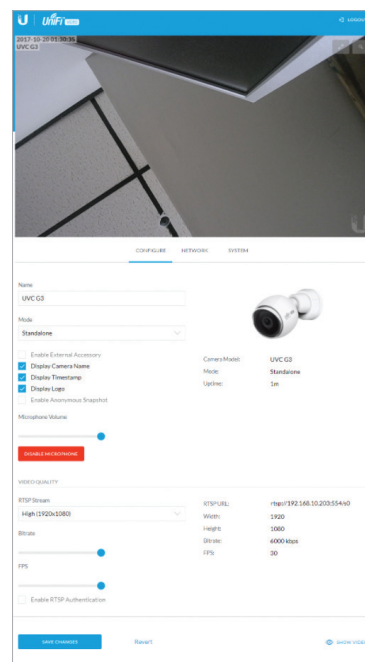 U UniFi VIDEO
LOGOUT
2017-10-20 01:30:35
UVC G3
CONFIGURE NETWORK SYSTEM
Name
UVC G3
Mode
Standalone
Enable External Accessory
Display Camera Name
Display Timestamp
Display Logo
Enable Anonymous Snapshot
Camera Model: UVC G3
Mode: Standalone
Uptime: 1m
Microphone Volume
DISABLE MICROPHONE
VIDEO QUALITY
RTSP Stream
High (1920x1080)
Bitrate
FPS
Enable RTSP Authentication
RTSP URL: rtsp://192.168.10.203:554/s0
Width: 1920
Height: 1080
Bitrate: 6000 kbps
FPS: 30
SAVE CHANGES Revert SHOW VIDEO